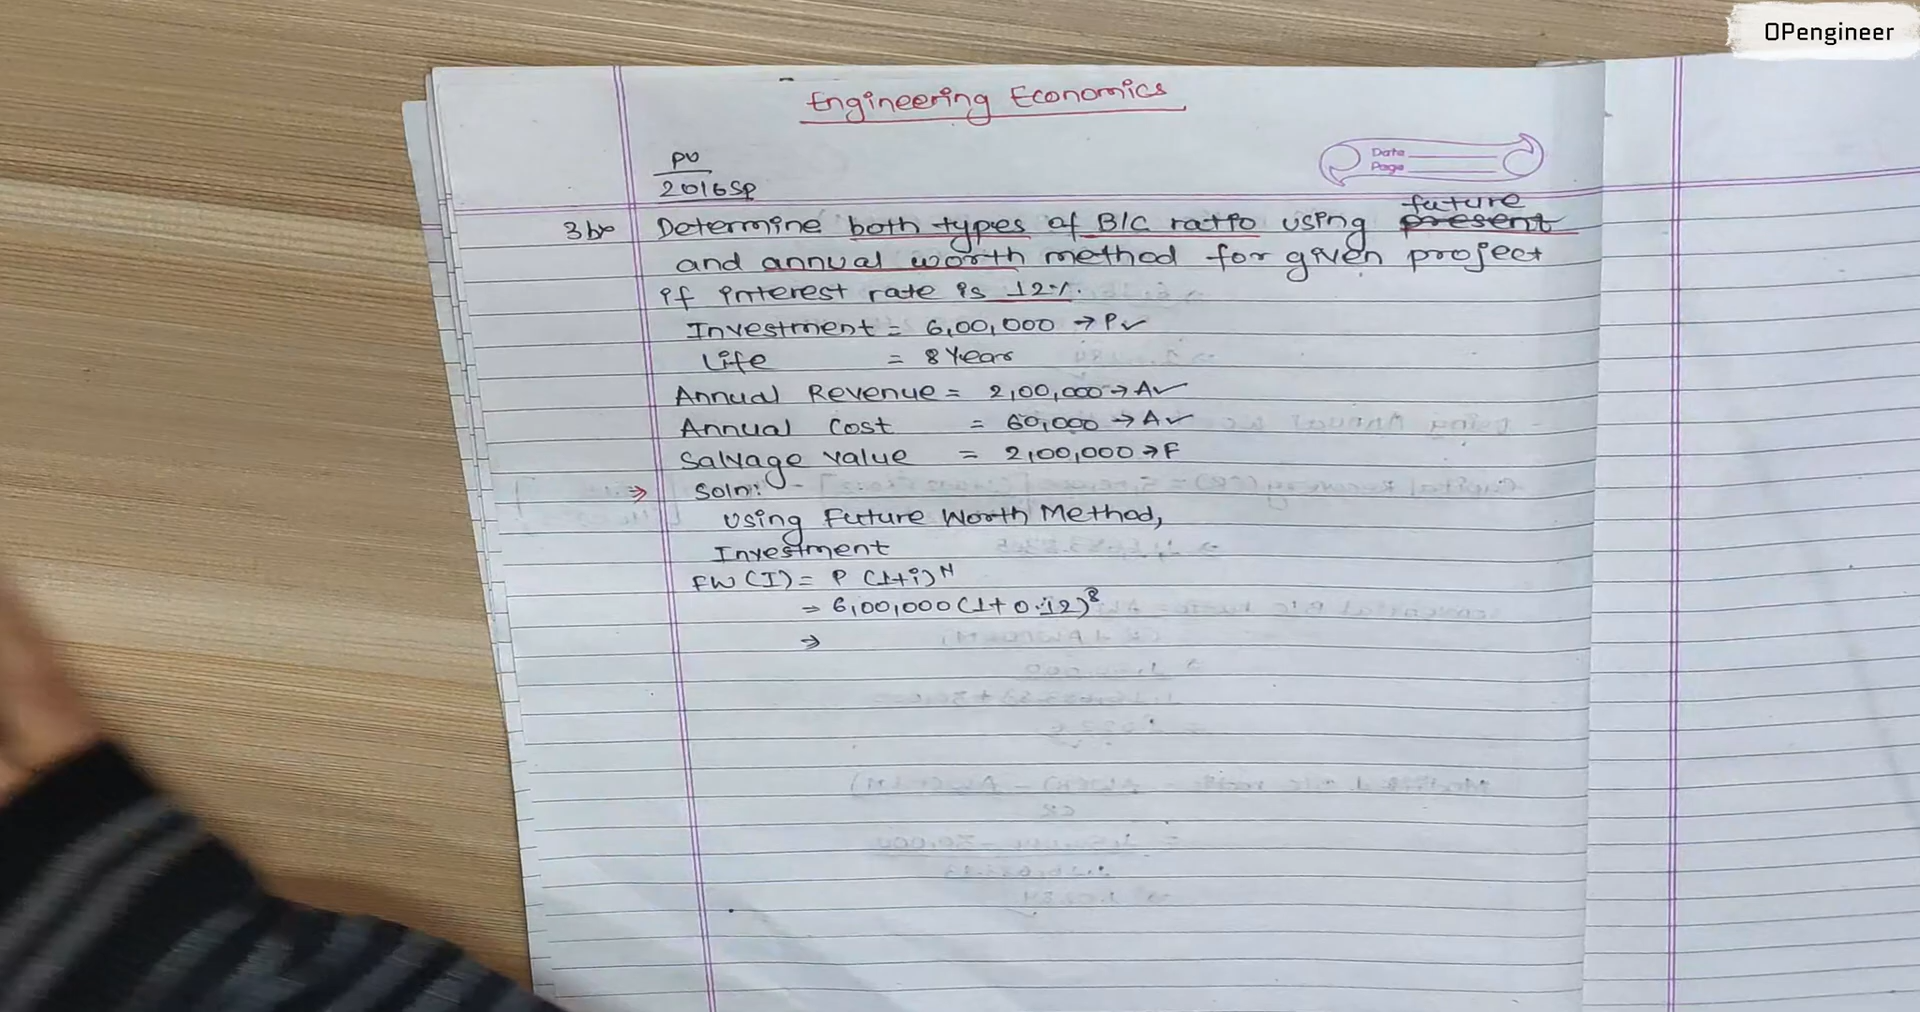 OPengineer
Engineering Economics
PU
2016SP
Date
Page
future
3b Determine both types of B/C ratio using present
and annual worth method for given project
if interest rate is 12%.
Investment = 6,00,000 → P✓
Life = 8 Year
Annual Revenue = 2,00,000 → A✓
Annual Cost = 60,000 → A✓
Salvage Value = 2,00,000 → F
⇒ Soln:-
Using Future Worth Method,
Investment
FW (I) = P (1+i)^N
⇒ 6,00,000 (1+0.12)^8
⇒